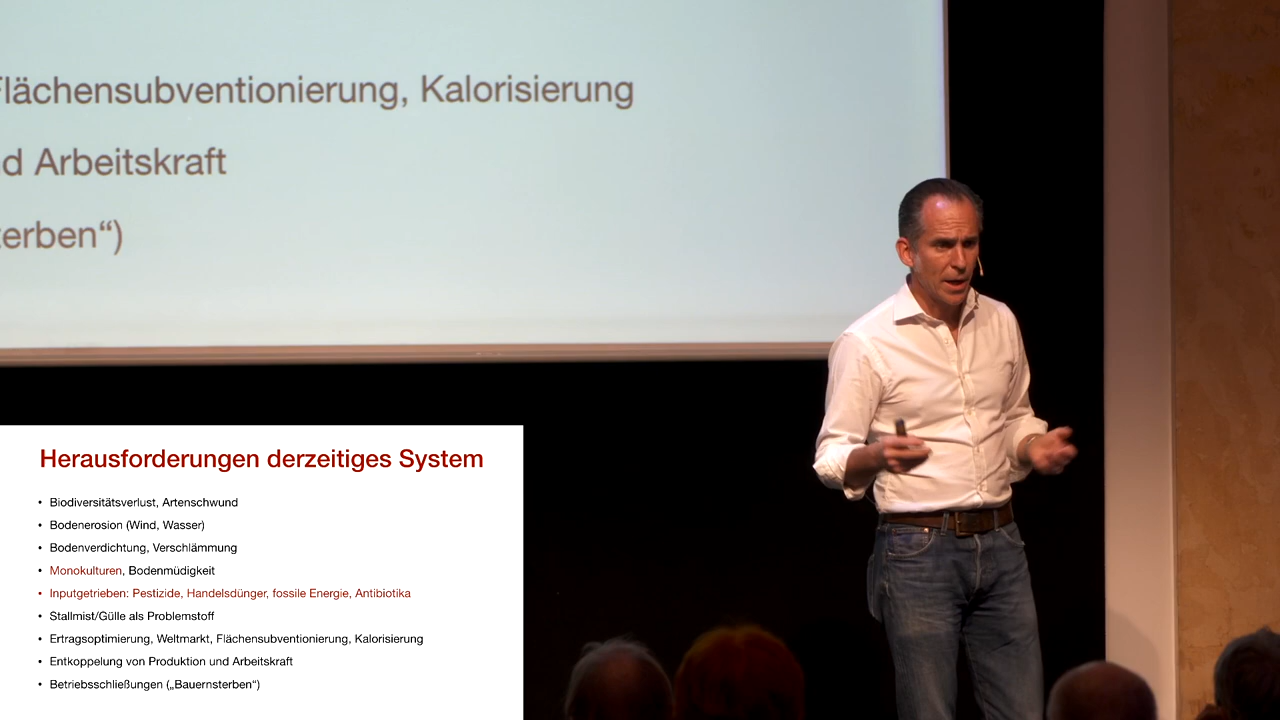 Flächensubventionierung, Kalorisierung
Arbeitskraft
Herausforderungen derzeitiges System
• Biodiversitätsverlust, Artenschwund
• Bodenerosion (Wind, Wasser)
• Bodenverdichtung, Verschlämmung
• Monokulturen, Bodenmüdigkeit
• Inputgetrieben: Pestizide, Handelsdünger, fossile Energie, Antibiotika
• Stallmist/Gülle als Problemstoff
• Ertragsoptimierung, Weltmarkt, Flächensubventionierung, Kalorisierung
• Entkoppelung von Produktion und Arbeitskraft
• Betriebsschließungen („Bauernsterben“)